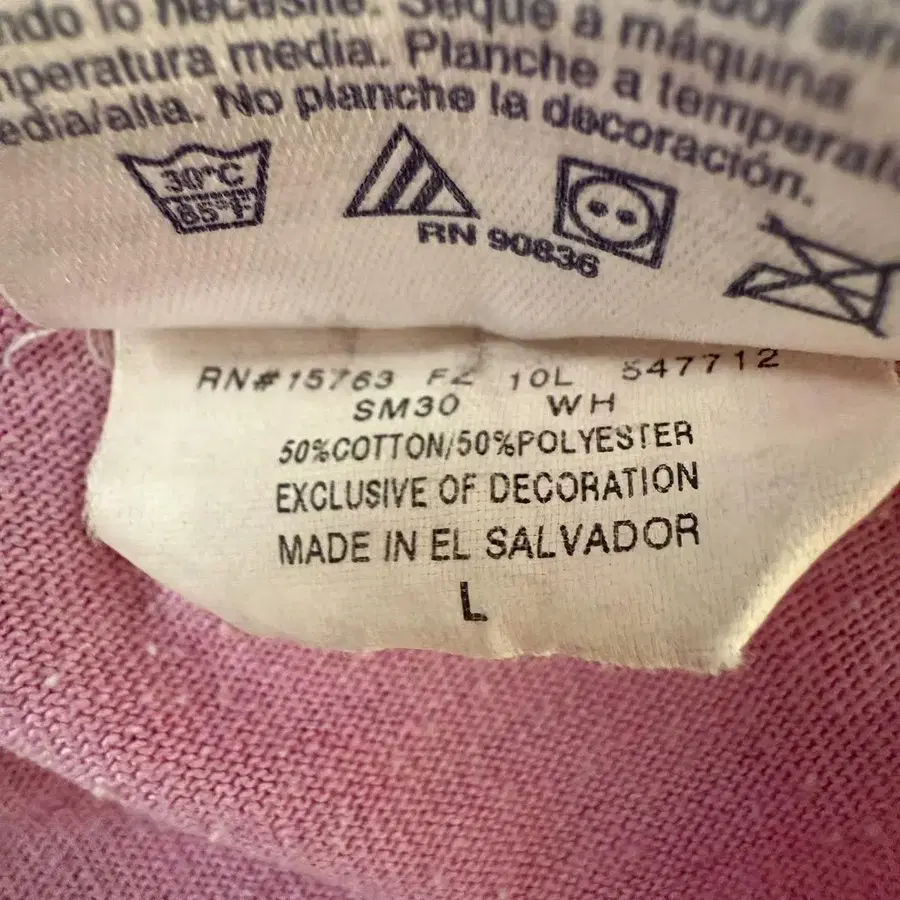 ndo lo necesite. Seque a máquina
mperatura media. Planche a temperat
edia/alta. No planche la decoración.
30°C
85°F
RN 90836
RN#15763 FZ 10L 547712
SM30 WH
50%COTTON/50%POLYESTER
EXCLUSIVE OF DECORATION
MADE IN EL SALVADOR
L